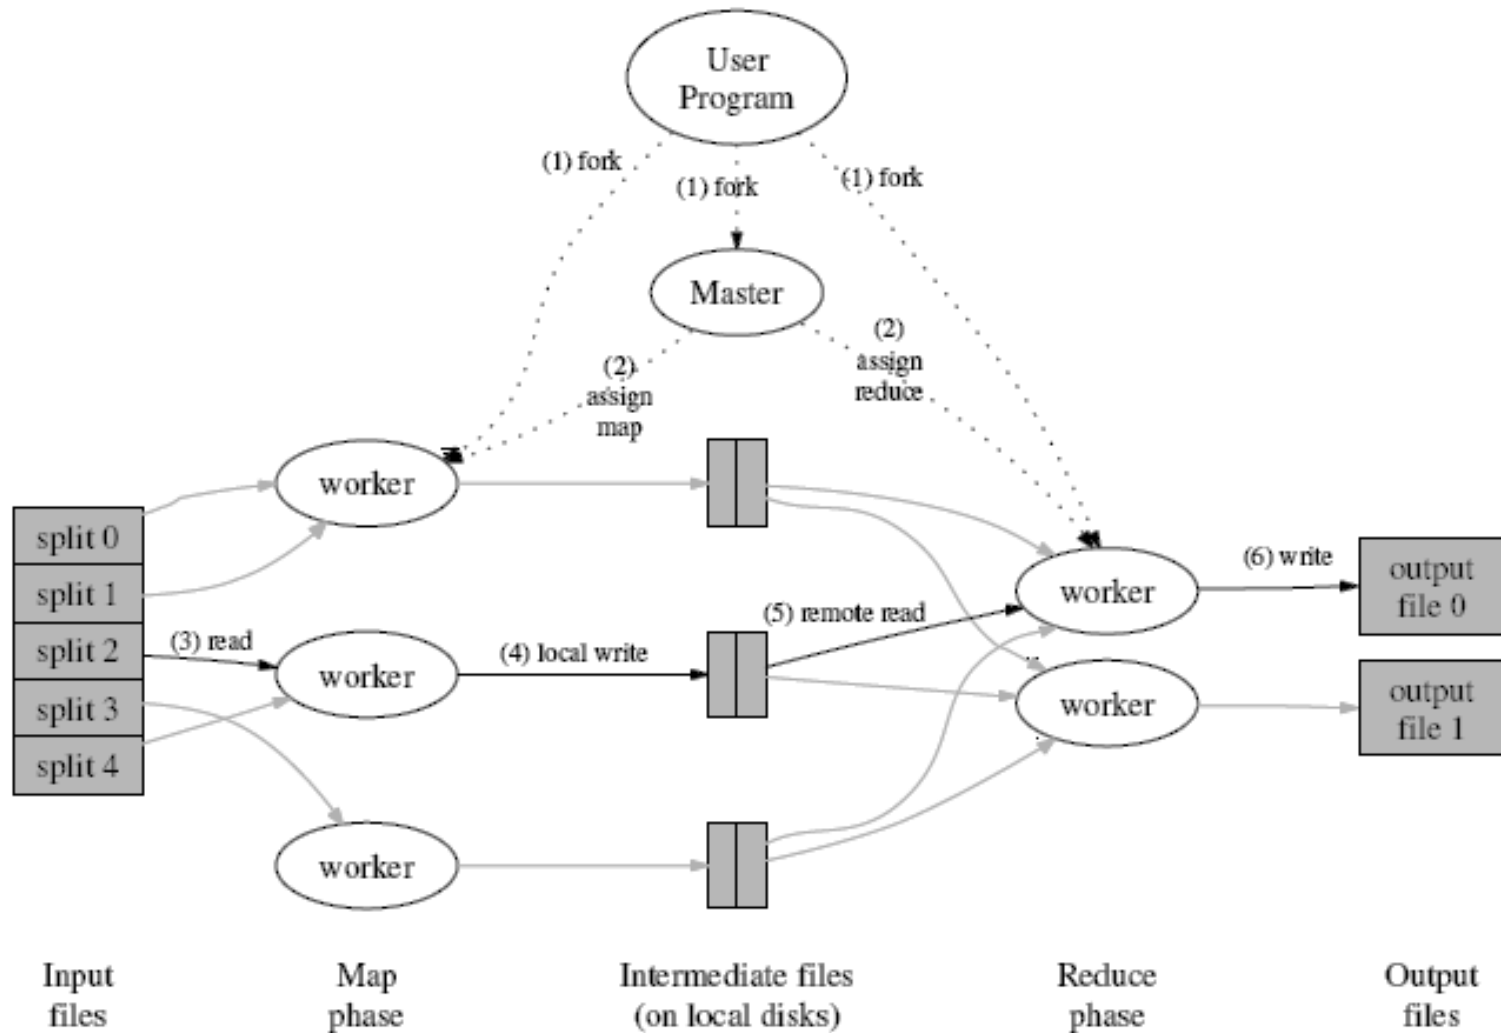 User
Program
(1) fork
(1) fork
(1) fork
Master
(2)
assign
map
(2)
assign
reduce
worker
split 0
split 1
split 2
split 3
split 4
(3) read
worker
(4) local write
worker
(5) remote read
worker
worker
(6) write
output
file 0
output
file 1
Input
files
Map
phase
Intermediate files
(on local disks)
Reduce
phase
Output
files